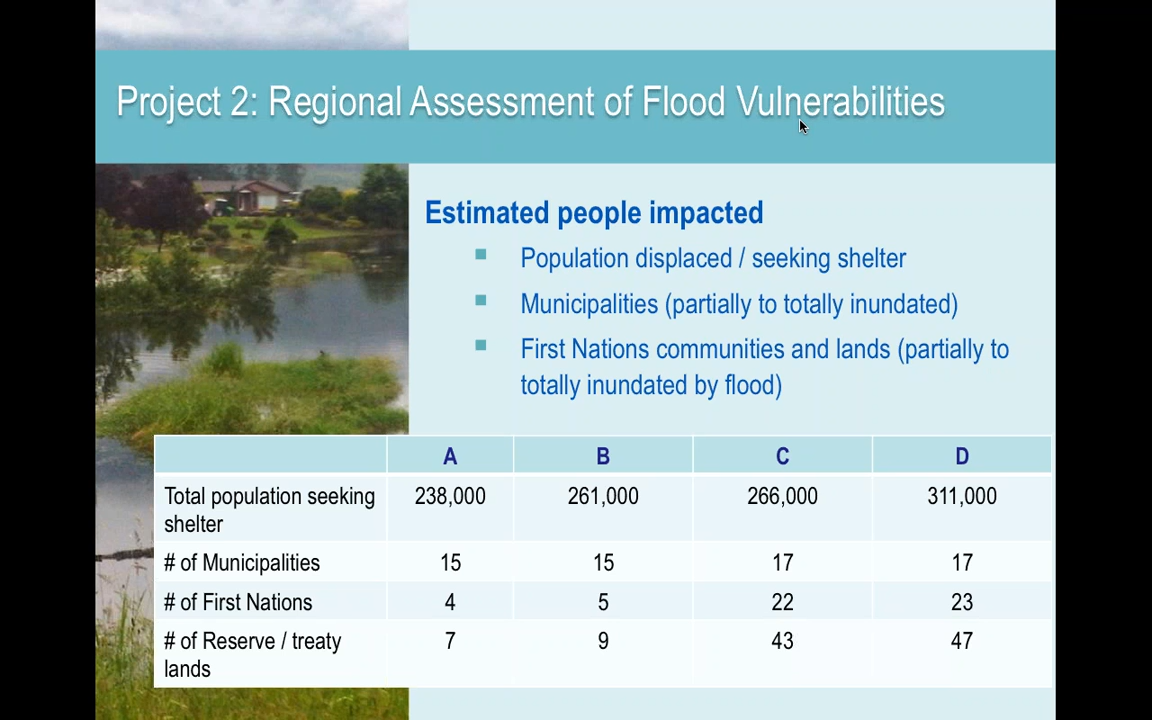 Project 2: Regional Assessment of Flood Vulnerabilities
Estimated people impacted
Population displaced / seeking shelter
Municipalities (partially to totally inundated)
First Nations communities and lands (partially to
totally inundated by flood)
A B C D
Total population seeking shelter 238,000 261,000 266,000 311,000
# of Municipalities 15 15 17 17
# of First Nations 4 5 22 23
# of Reserve / treaty lands 7 9 43 47